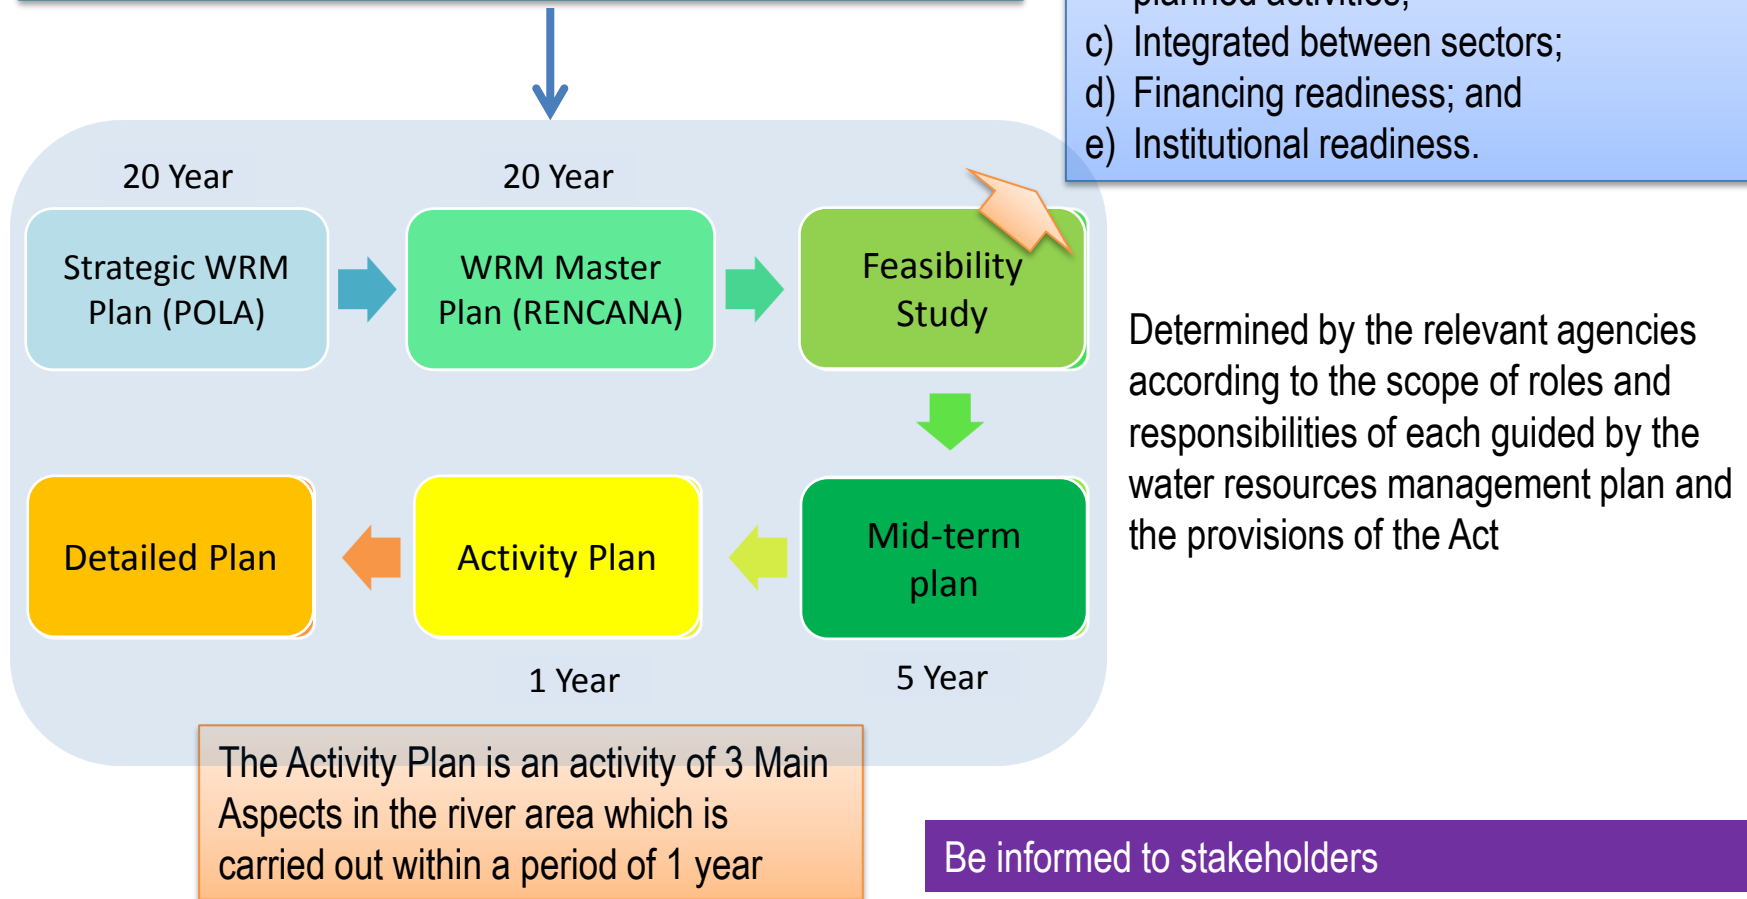 planned activities;
c) Integrated between sectors;
d) Financing readiness; and
e) Institutional readiness.
20 Year
20 Year
Strategic WRM
Plan (POLA)
WRM Master
Plan (RENCANA)
Feasibility
Study
Determined by the relevant agencies
according to the scope of roles and
responsibilities of each guided by the
water resources management plan and
the provisions of the Act
Detailed Plan
Activity Plan
Mid-term
plan
1 Year
5 Year
The Activity Plan is an activity of 3 Main
Aspects in the river area which is
carried out within a period of 1 year
Be informed to stakeholders